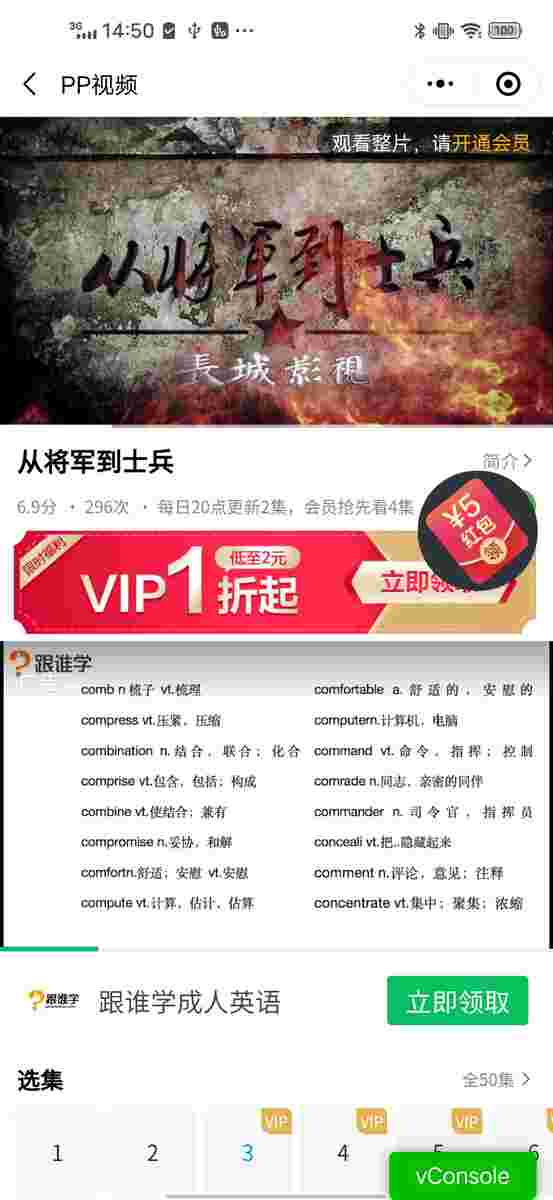 3G 14:50 100
PP视频
观看整片，请开通会员
从将軍到士兵
長城影視
从将军到士兵
简介
6.9分 · 296次 · 每日20点更新2集，会员抢先看4集
¥5
红包
领
限时福利
VIP1折起
低至2元
立即领
跟谁学
comb n 梳子 vt.梳理
comfortable a. 舒适的，安慰的
compress vt.压紧，压缩
computern.计算机，电脑
combination n.结合，联合；化合
command vt.命令，指挥；控制
comprise vt.包含，包括；构成
comrade n.同志，亲密的同伴
combine vt.使结合；兼有
commander n. 司令官，指挥员
compromise n.妥协，和解
conceali vt.把..隐藏起来
comfortn.舒适；安慰 vt.安慰
comment n.评论，意见；注释
compute vt.计算，估计，估算
concentrate vt.集中；聚集；浓缩
跟谁学
跟谁学成人英语
立即领取
选集
全50集
VIP VIP VIP
1 2 3 4 5 6
vConsole